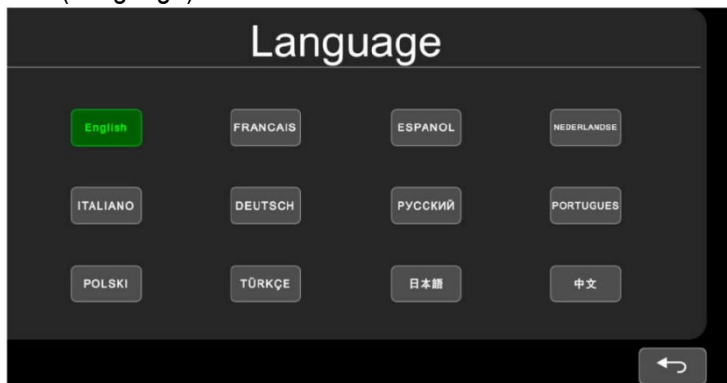 Language
English FRANCAIS ESPANOL NEDERLANDSE
ITALIANO DEUTSCH РУССКИЙ PORTUGUES
POLSKI TÜRKÇE 日本語 中文